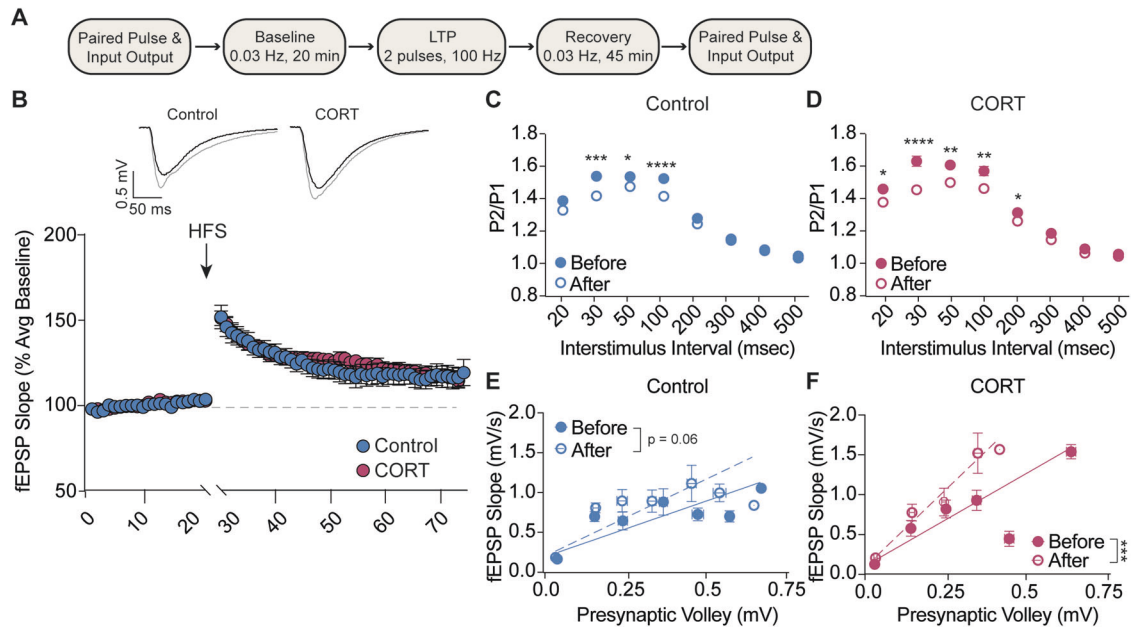 A
Paired Pulse &
Input Output
Baseline
0.03 Hz, 20 min
LTP
2 pulses, 100 Hz
Recovery
0.03 Hz, 45 min
Paired Pulse &
Input Output
B
Control
CORT
0.5 mV
50 ms
HFS
fEPSP Slope (% Avg Baseline)
200
150
100
50
0
10
20
30
40
50
60
70
Control
CORT
C
Control
P2/P1
1.8
1.6
1.4
1.2
1.0
0.8
***
*
****
Before
After
20
30
50
100
200
300
400
500
Interstimulus Interval (msec)
D
CORT
P2/P1
1.8
1.6
1.4
1.2
1.0
0.8
*
****
**
**
*
Before
After
20
30
50
100
200
300
400
500
Interstimulus Interval (msec)
E
Control
fEPSP Slope (mV/s)
2.0
1.5
1.0
0.5
0.0
Before
After
p = 0.06
0.00
0.25
0.5
0.75
Presynaptic Volley (mV)
F
CORT
fEPSP Slope (mV/s)
2.0
1.5
1.0
0.5
0.0
Before
After
***
0.00
0.25
0.50
0.75
Presynaptic Volley (mV)